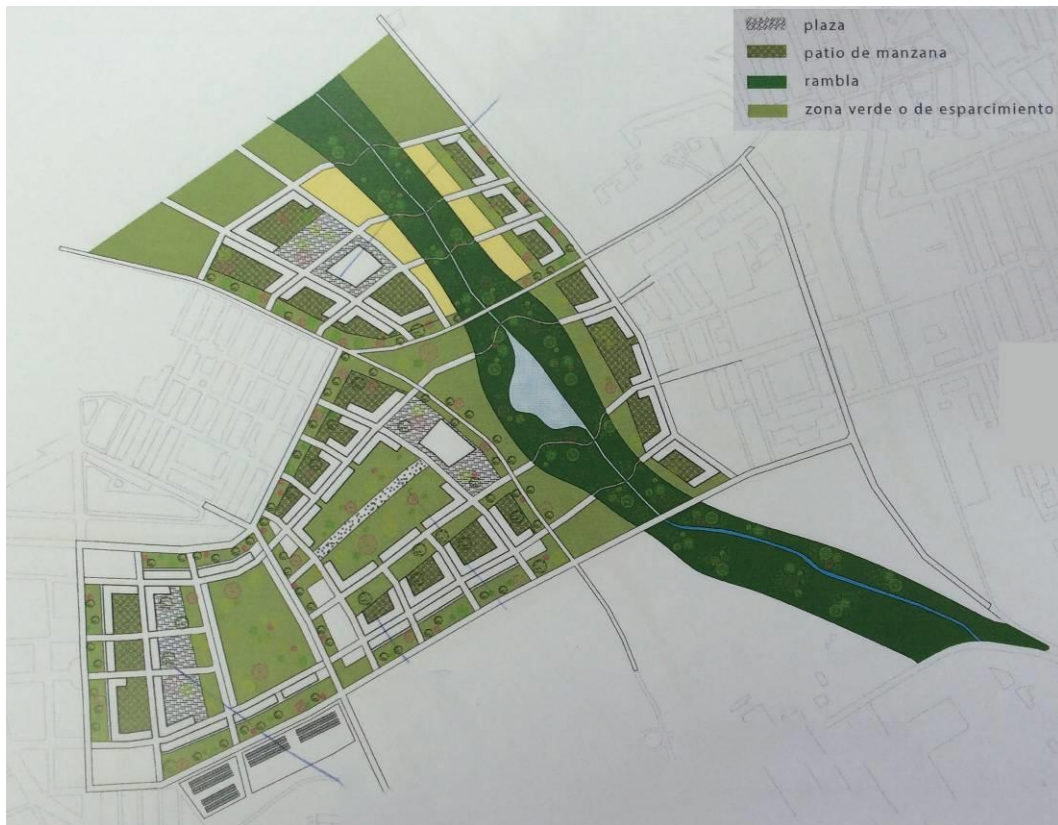 plaza
patio de manzana
rambla
zona verde o de esparcimiento